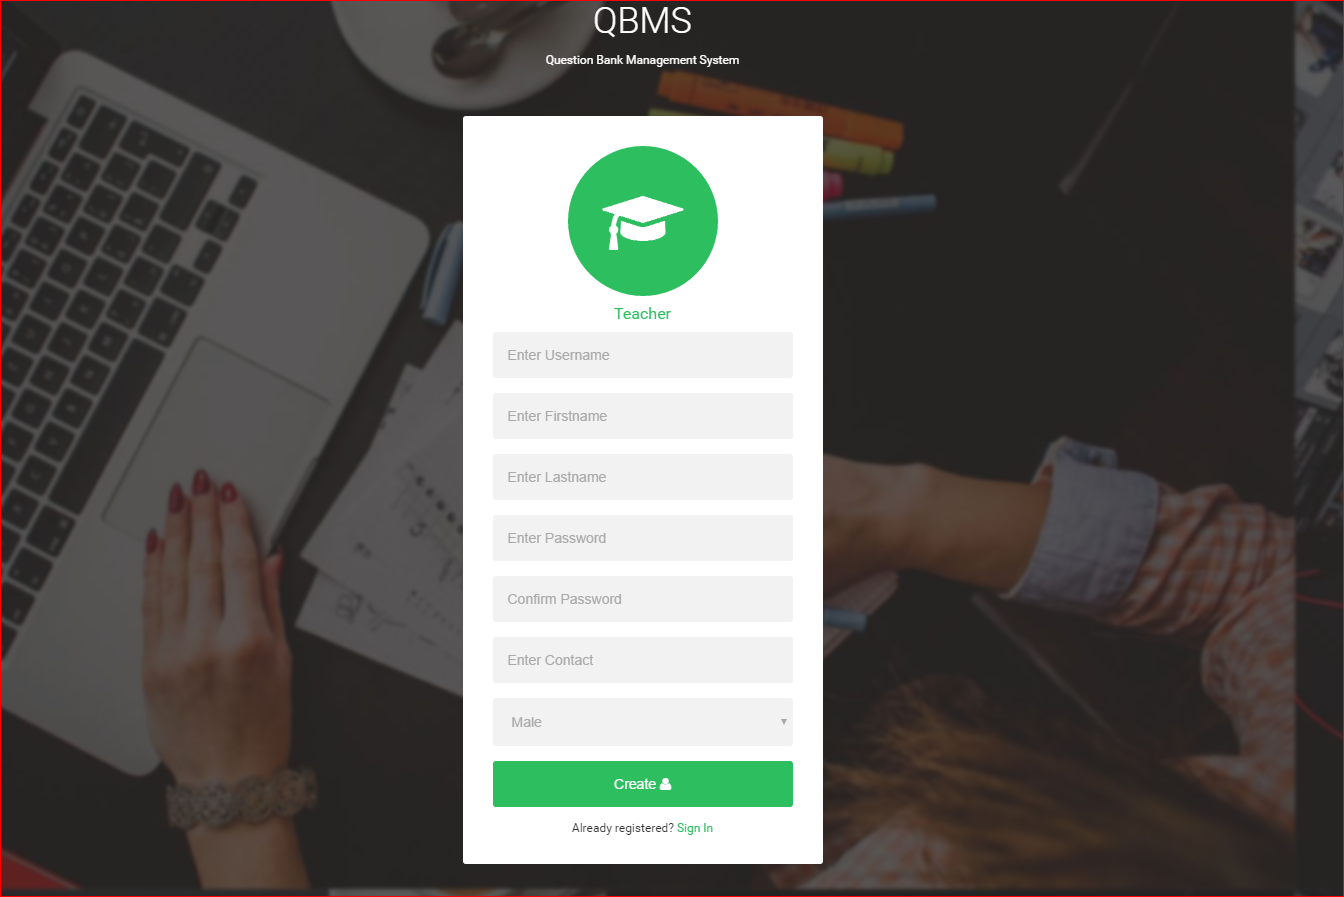 QBMS
Question Bank Management System
Teacher
Enter Username
Enter Firstname
Enter Lastname
Enter Password
Confirm Password
Enter Contact
Male
Create
Already registered? Sign In